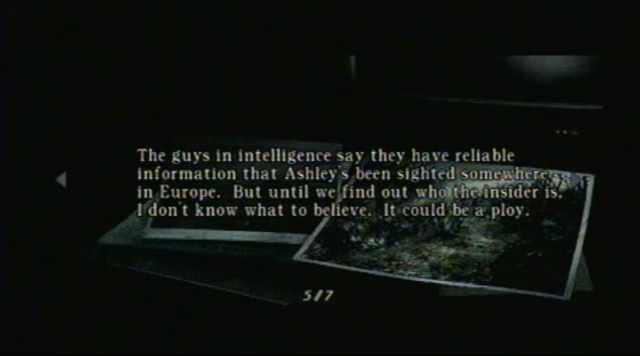 The guys in intelligence say they have reliable
information that Ashley's been sighted somewhere
in Europe.  But until we find out who the insider is,
I don't know what to believe.  It could be a ploy.
5/7